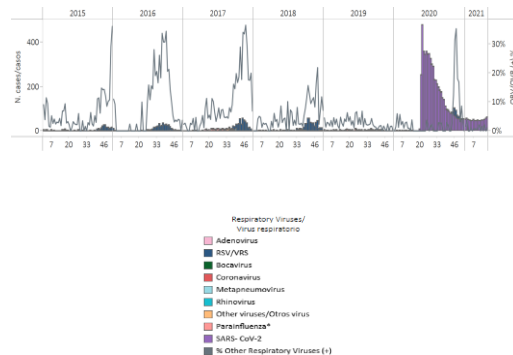 2015 2016 2017 2018 2019 2020 2021
400
200
0
N. cases/casos
30%
20%
10%
0%
7 20 33 46 7 20 33 46 7 20 33 46 7 20 33 46 7 20 33 46 7 20 33 46 7
Respiratory Viruses/
Virus respiratorio
Adenovirus
RSV/VRS
Bocavirus
Coronavirus
Metapneumovirus
Rhinovirus
Other viruses/Otros virus
Parainfluenza*
SARS- CoV-2
% Other Respiratory Viruses (+)